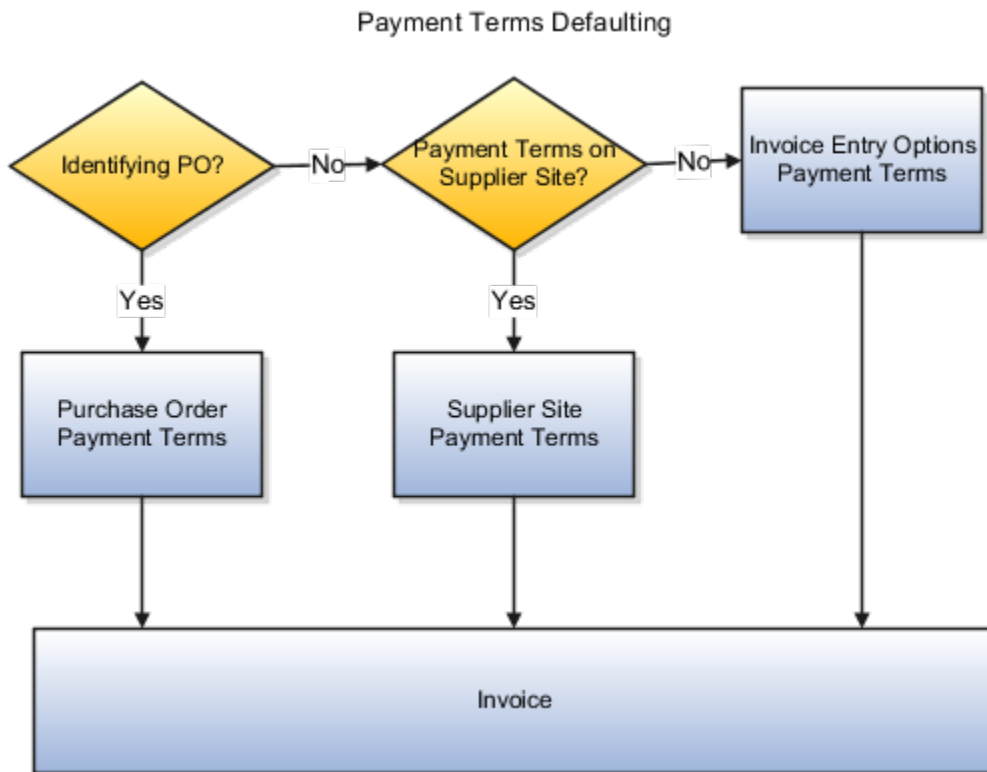 Payment Terms Defaulting
Identifying PO?
No
Payment Terms on
Supplier Site?
No
Invoice Entry Options
Payment Terms
Yes
Yes
Purchase Order
Payment Terms
Supplier Site
Payment Terms
Invoice